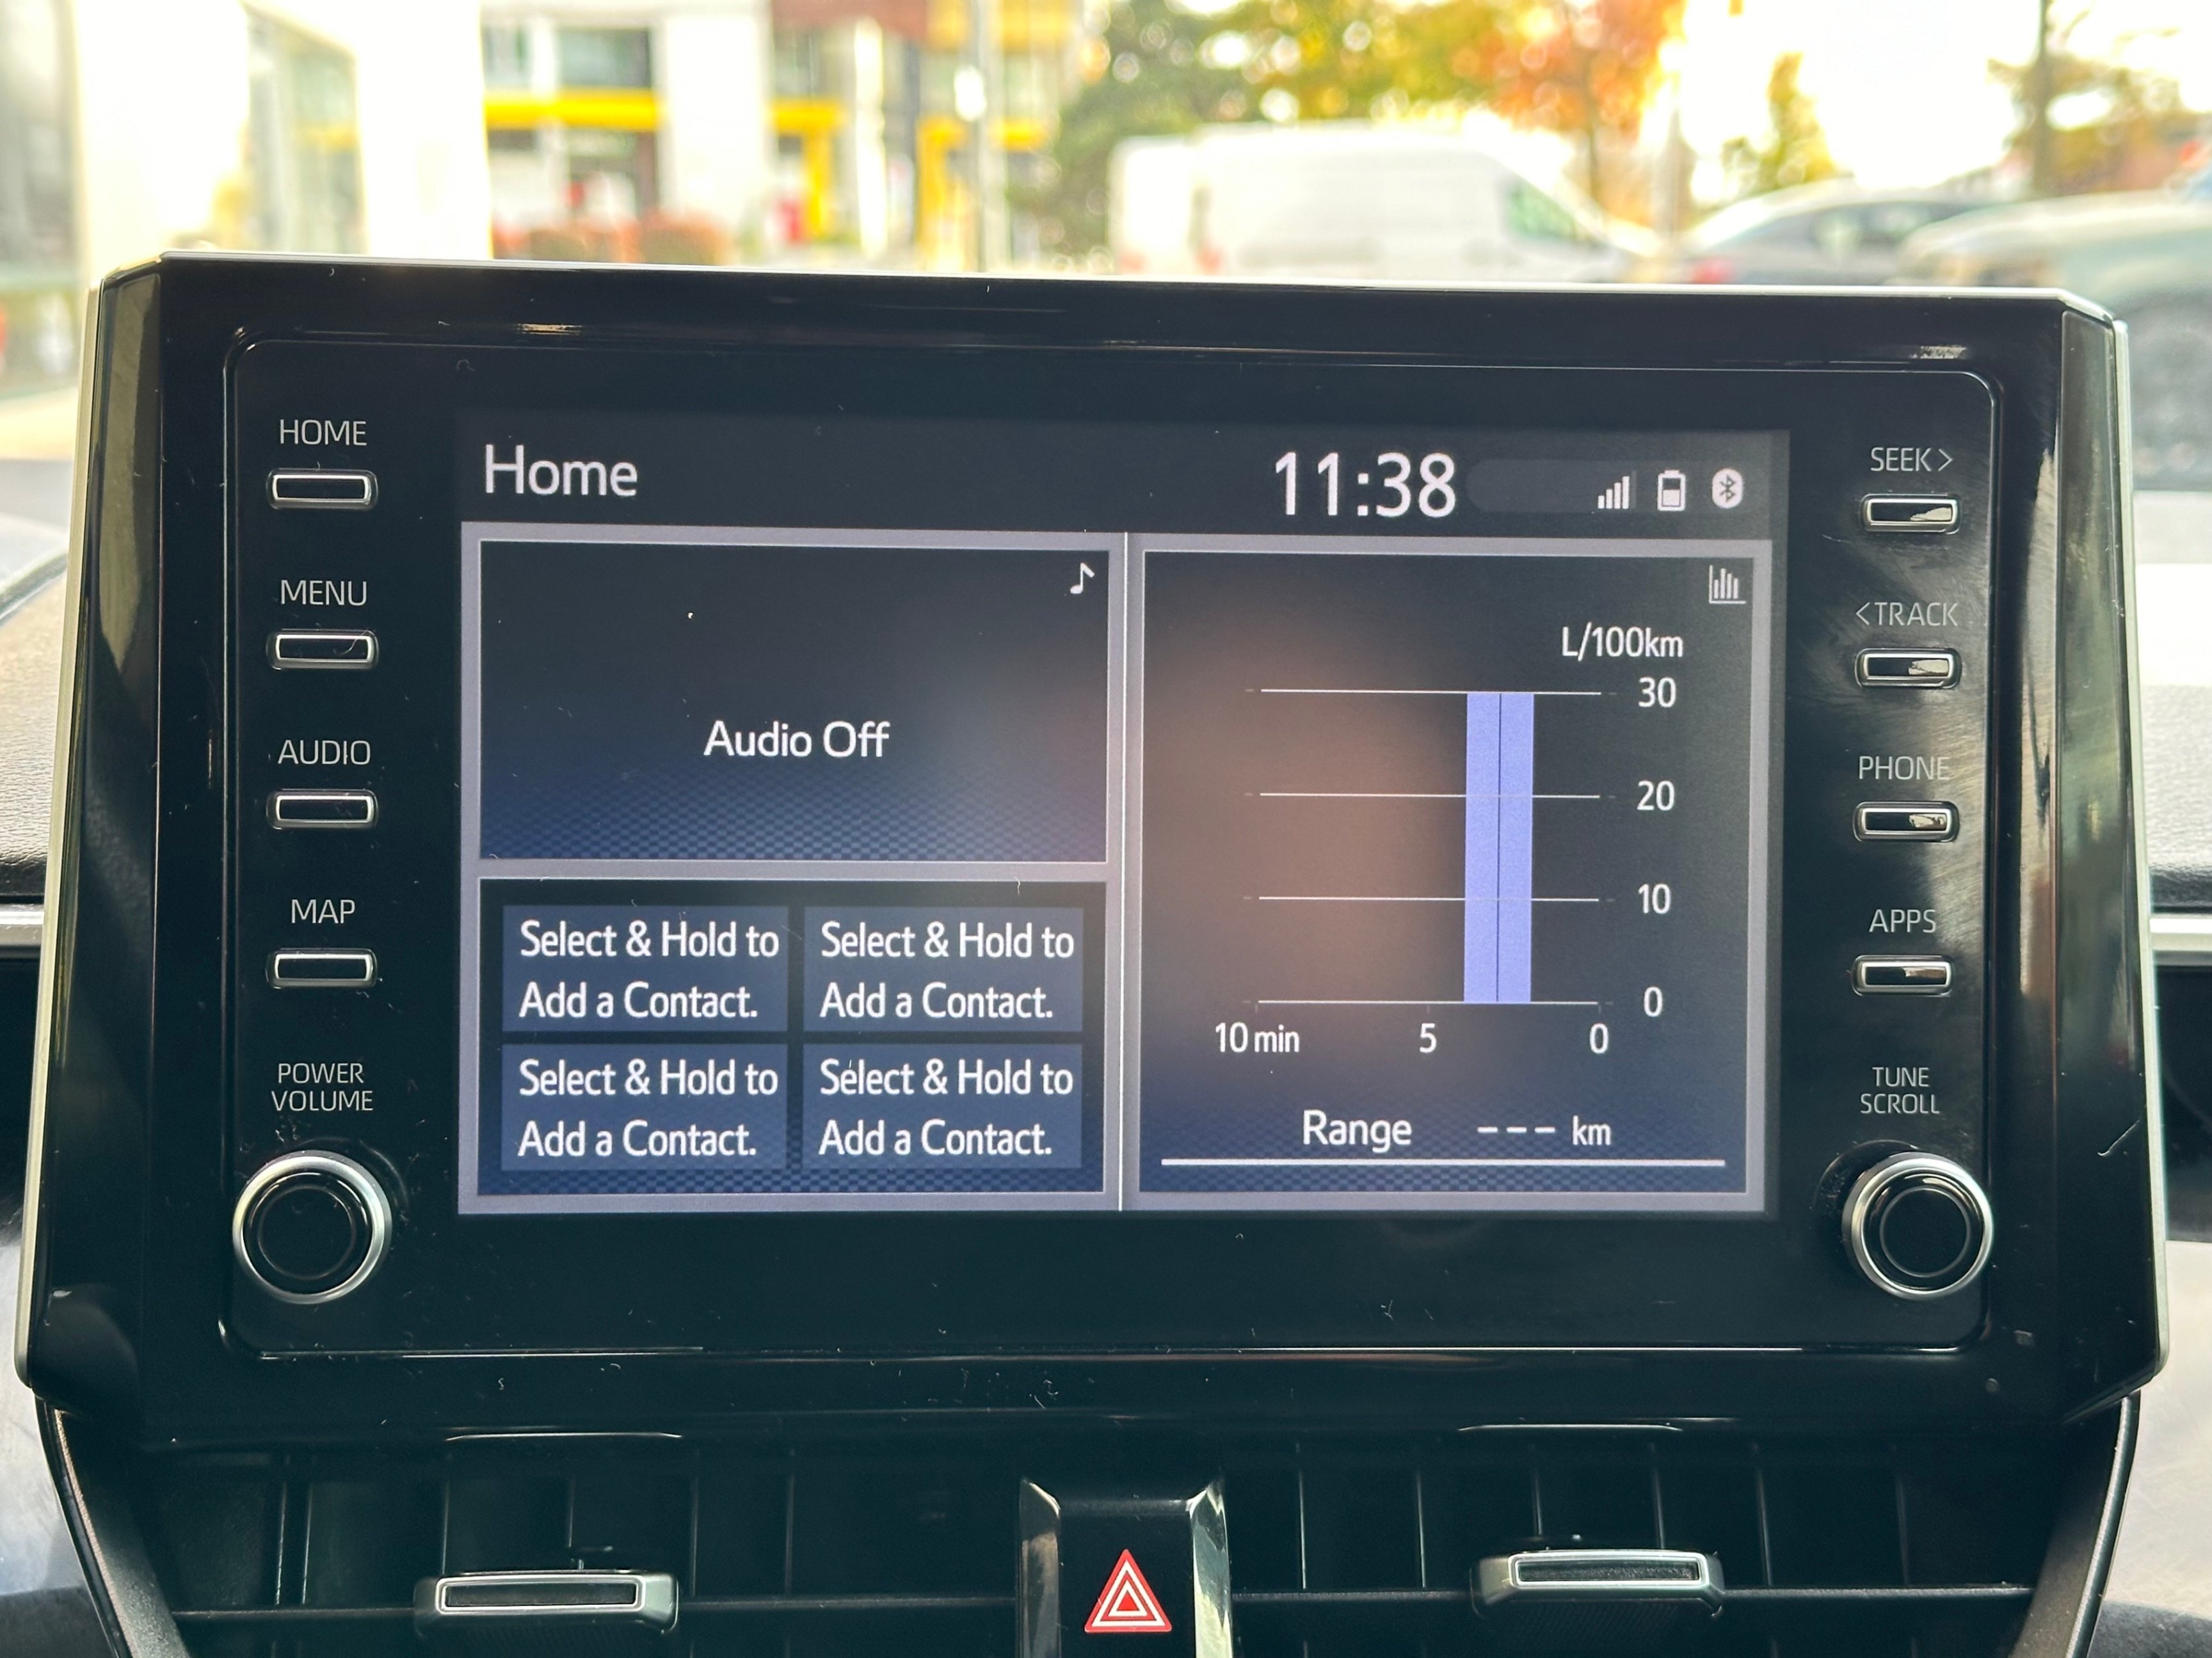 HOME
MENU
AUDIO
MAP
POWER
VOLUME
Home
11:38
Audio Off
Select & Hold to
Add a Contact.
Select & Hold to
Add a Contact.
Select & Hold to
Add a Contact.
Select & Hold to
Add a Contact.
L/100km
30
20
10
0
10 min 5 0
Range --- km
SEEK >
< TRACK
PHONE
APPS
TUNE
SCROLL